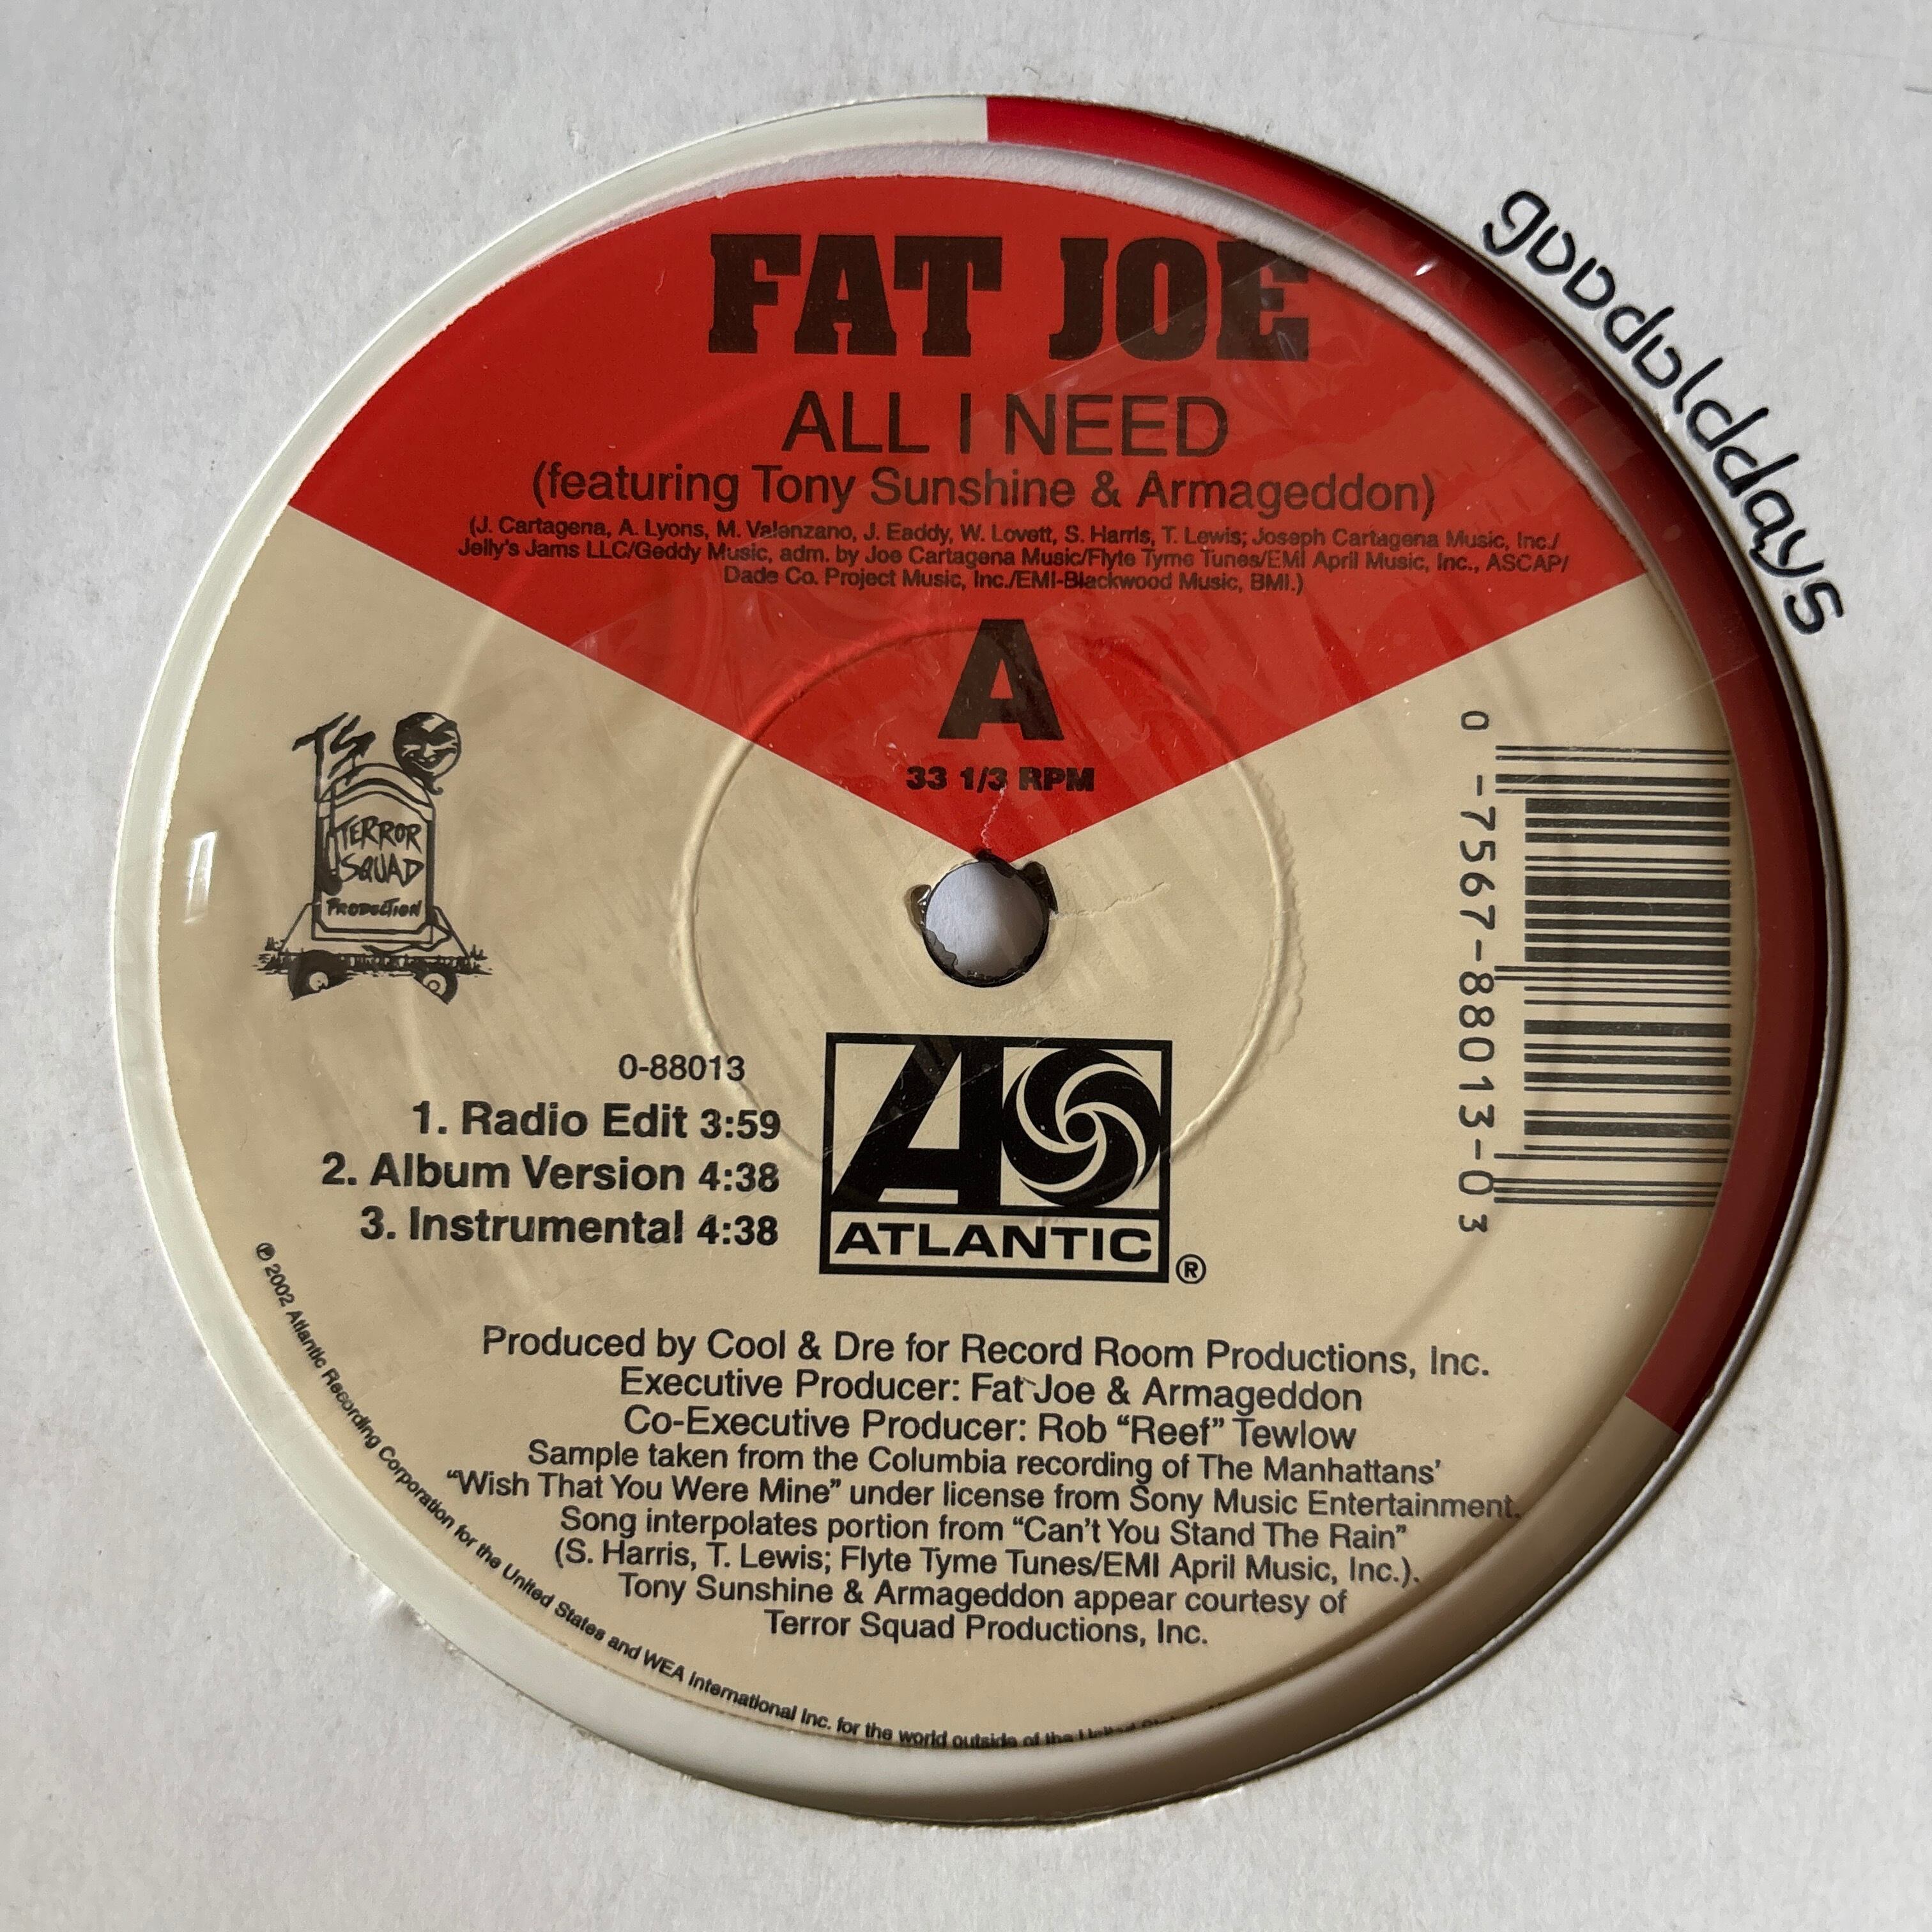 gooddolddays
FAT JOE
ALL I NEED
(featuring Tony Sunshine & Armageddon)
(J. Cartagena, A. Lyons, M. Valenzano, J. Eaddy, W. Lovett, S. Harris, T. Lewis; Joseph Cartagena Music, Inc./
Jelly's Jams LLC/Geddy Music, adm. by Joe Cartagena Music/Flyte Tyme Tunes/EMI April Music, Inc., ASCAP/
Dade Co. Project Music, Inc./EMI-Blackwood Music, BMI.)
A
33 1/3 RPM
TS
TERROR
SQUAD
PRODUCTION
0-7567-88013-0 3
0-88013
1. Radio Edit 3:59
2. Album Version 4:38
3. Instrumental 4:38
ATLANTIC ®
Produced by Cool & Dre for Record Room Productions, Inc.
Executive Producer: Fat Joe & Armageddon
Co-Executive Producer: Rob “Reef” Tewlow
Sample taken from the Columbia recording of The Manhattans’
“Wish That You Were Mine” under license from Sony Music Entertainment.
Song interpolates portion from “Can’t You Stand The Rain”
(S. Harris, T. Lewis; Flyte Tyme Tunes/EMI April Music, Inc.).
Tony Sunshine & Armageddon appear courtesy of
Terror Squad Productions, Inc.
℗ 2002 Atlantic Recording Corporation for the United States and WEA International Inc. for the world outside of the United